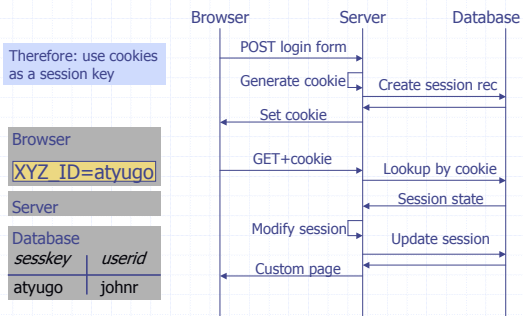 Browser Server Database
Therefore: use cookies
as a session key
POST login form
Generate cookie
Create session rec
Set cookie
GET+cookie
Lookup by cookie
Session state
Modify session
Update session
Custom page
Browser
XYZ_ID=atyugo
Server
Database
sesskey userid
atyugo johnr